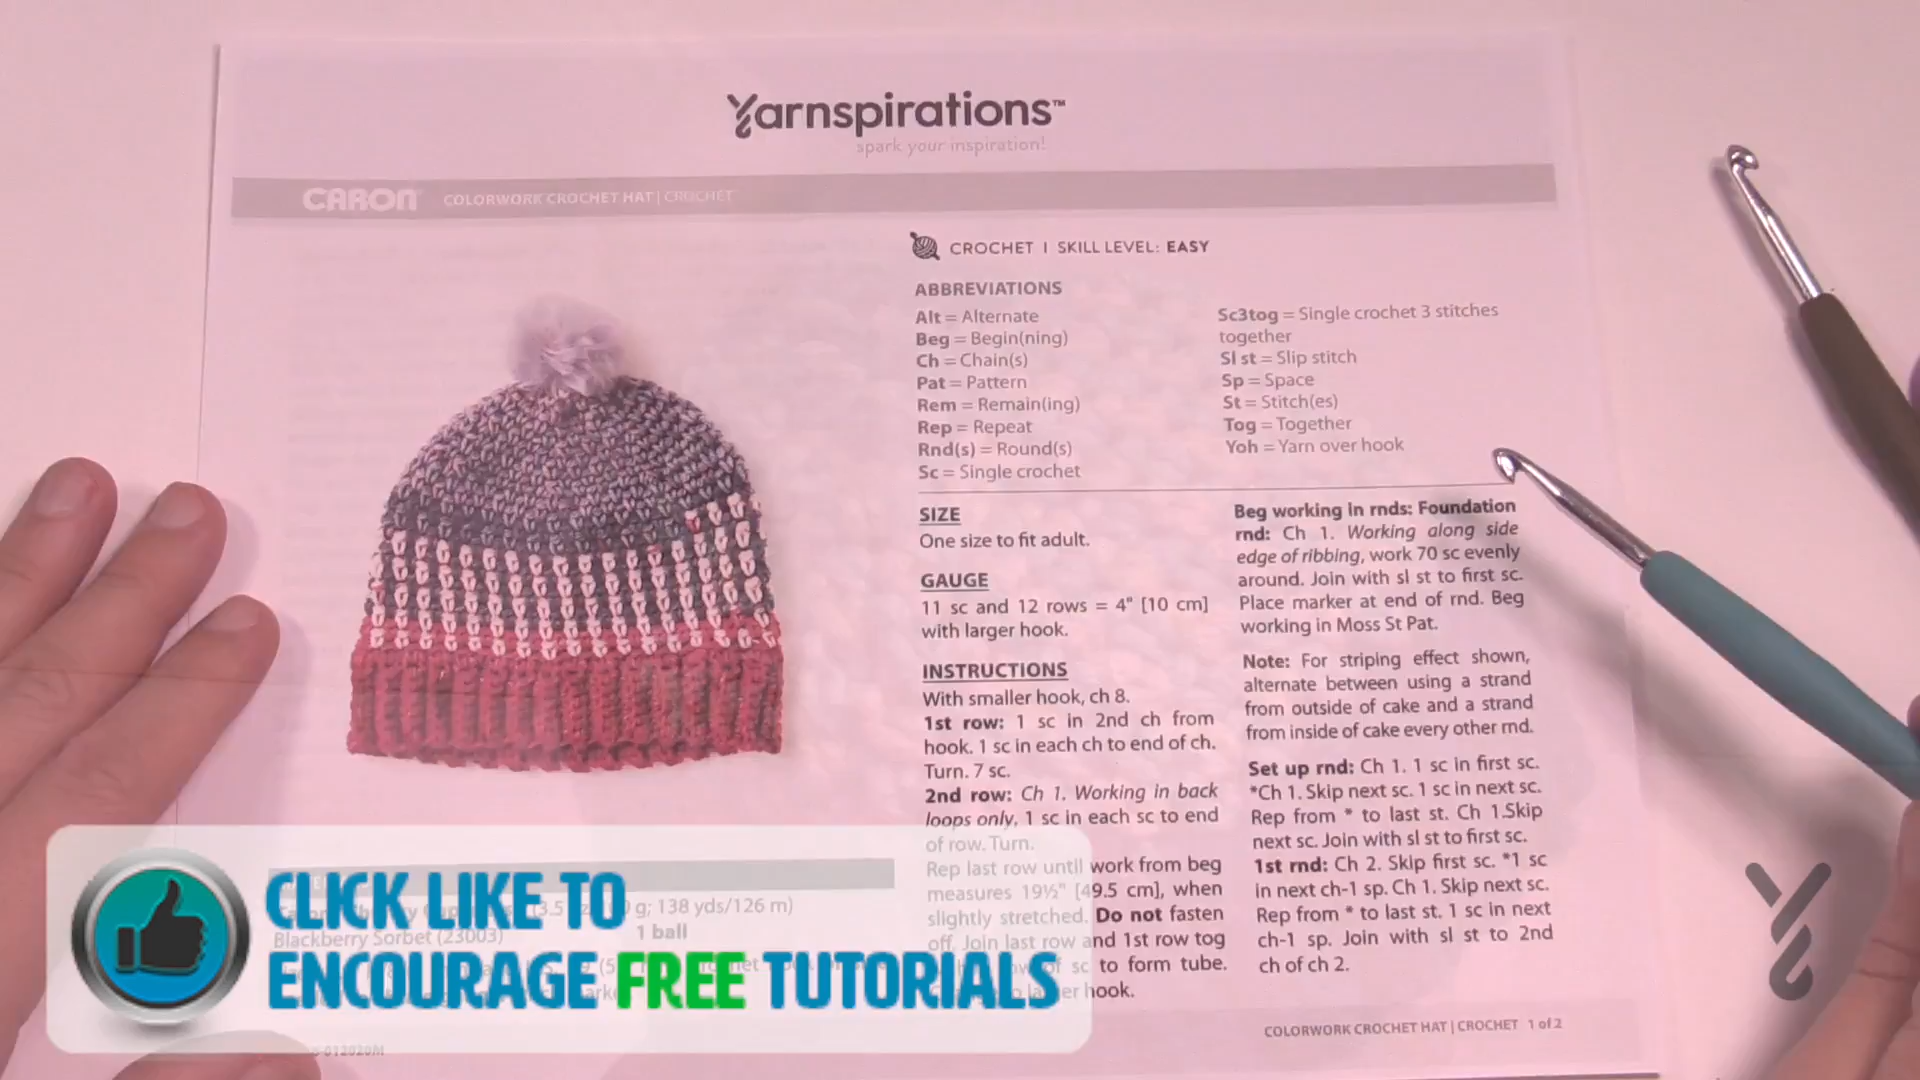 Yarnspirations™
spark your inspiration!
CARON COLORWORK CROCHET HAT | CROCHET
CROCHET I SKILL LEVEL: EASY
ABBREVIATIONS
Alt = Alternate
Beg = Begin(ning)
Ch = Chain(s)
Pat = Pattern
Rem = Remain(ing)
Rep = Repeat
Rnd(s) = Round(s)
Sc = Single crochet
Sc3tog = Single crochet 3 stitches
together
Sl st = Slip stitch
Sp = Space
St = Stitch(es)
Tog = Together
Yoh = Yarn over hook
SIZE
One size to fit adult.
GAUGE
11 sc and 12 rows = 4" [10 cm]
with larger hook.
INSTRUCTIONS
With smaller hook, ch 8.
1st row: 1 sc in 2nd ch from
hook. 1 sc in each ch to end of ch.
Turn. 7 sc.
2nd row: Ch 1. Working in back
loops only, 1 sc in each sc to end
of row. Turn.
Rep last row until work from beg
measures 19½" [49.5 cm], when
slightly stretched. Do not fasten
off. Join last row and 1st row tog
of sc to form tube.
hook.
Beg working in rnds: Foundation
rnd: Ch 1. Working along side
edge of ribbing, work 70 sc evenly
around. Join with sl st to first sc.
Place marker at end of rnd. Beg
working in Moss St Pat.
Note: For striping effect shown,
alternate between using a strand
from outside of cake and a strand
from inside of cake every other rnd.
Set up rnd: Ch 1. 1 sc in first sc.
*Ch 1. Skip next sc. 1 sc in next sc.
Rep from * to last st. Ch 1.Skip
next sc. Join with sl st to first sc.
1st rnd: Ch 2. Skip first sc. *1 sc
in next ch-1 sp. Ch 1. Skip next sc.
Rep from * to last st. 1 sc in next
ch-1 sp. Join with sl st to 2nd
ch of ch 2.
g; 138 yds/126 m)
Blackberry Sorbet (23003) 1 ball
CLICK LIKE TO
ENCOURAGE FREE TUTORIALS
COLORWORK CROCHET HAT | CROCHET 1 of 2